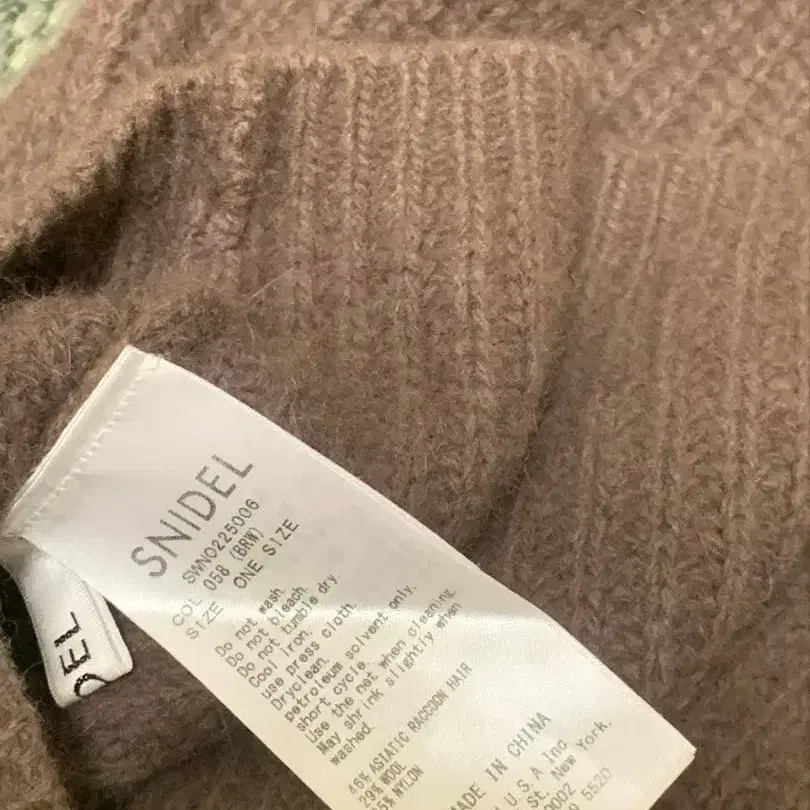 SNIDEL
SWNO225006
COL 058 (BRW)
SIZE ONE SIZE
Do not wash.
Do not bleach.
Do not tumble dry.
Cool iron.
use press cloth.
Dryclean.
petroleum solvent only.
short cycle.
Use the net when cleaning.
May shrink slightly when
washed.
46% ASIATIC RACCOON HAIR
29% WOOL
5% NYLON
MADE IN CHINA
U.S.A Inc
St. New York.
0002
5520
DEL